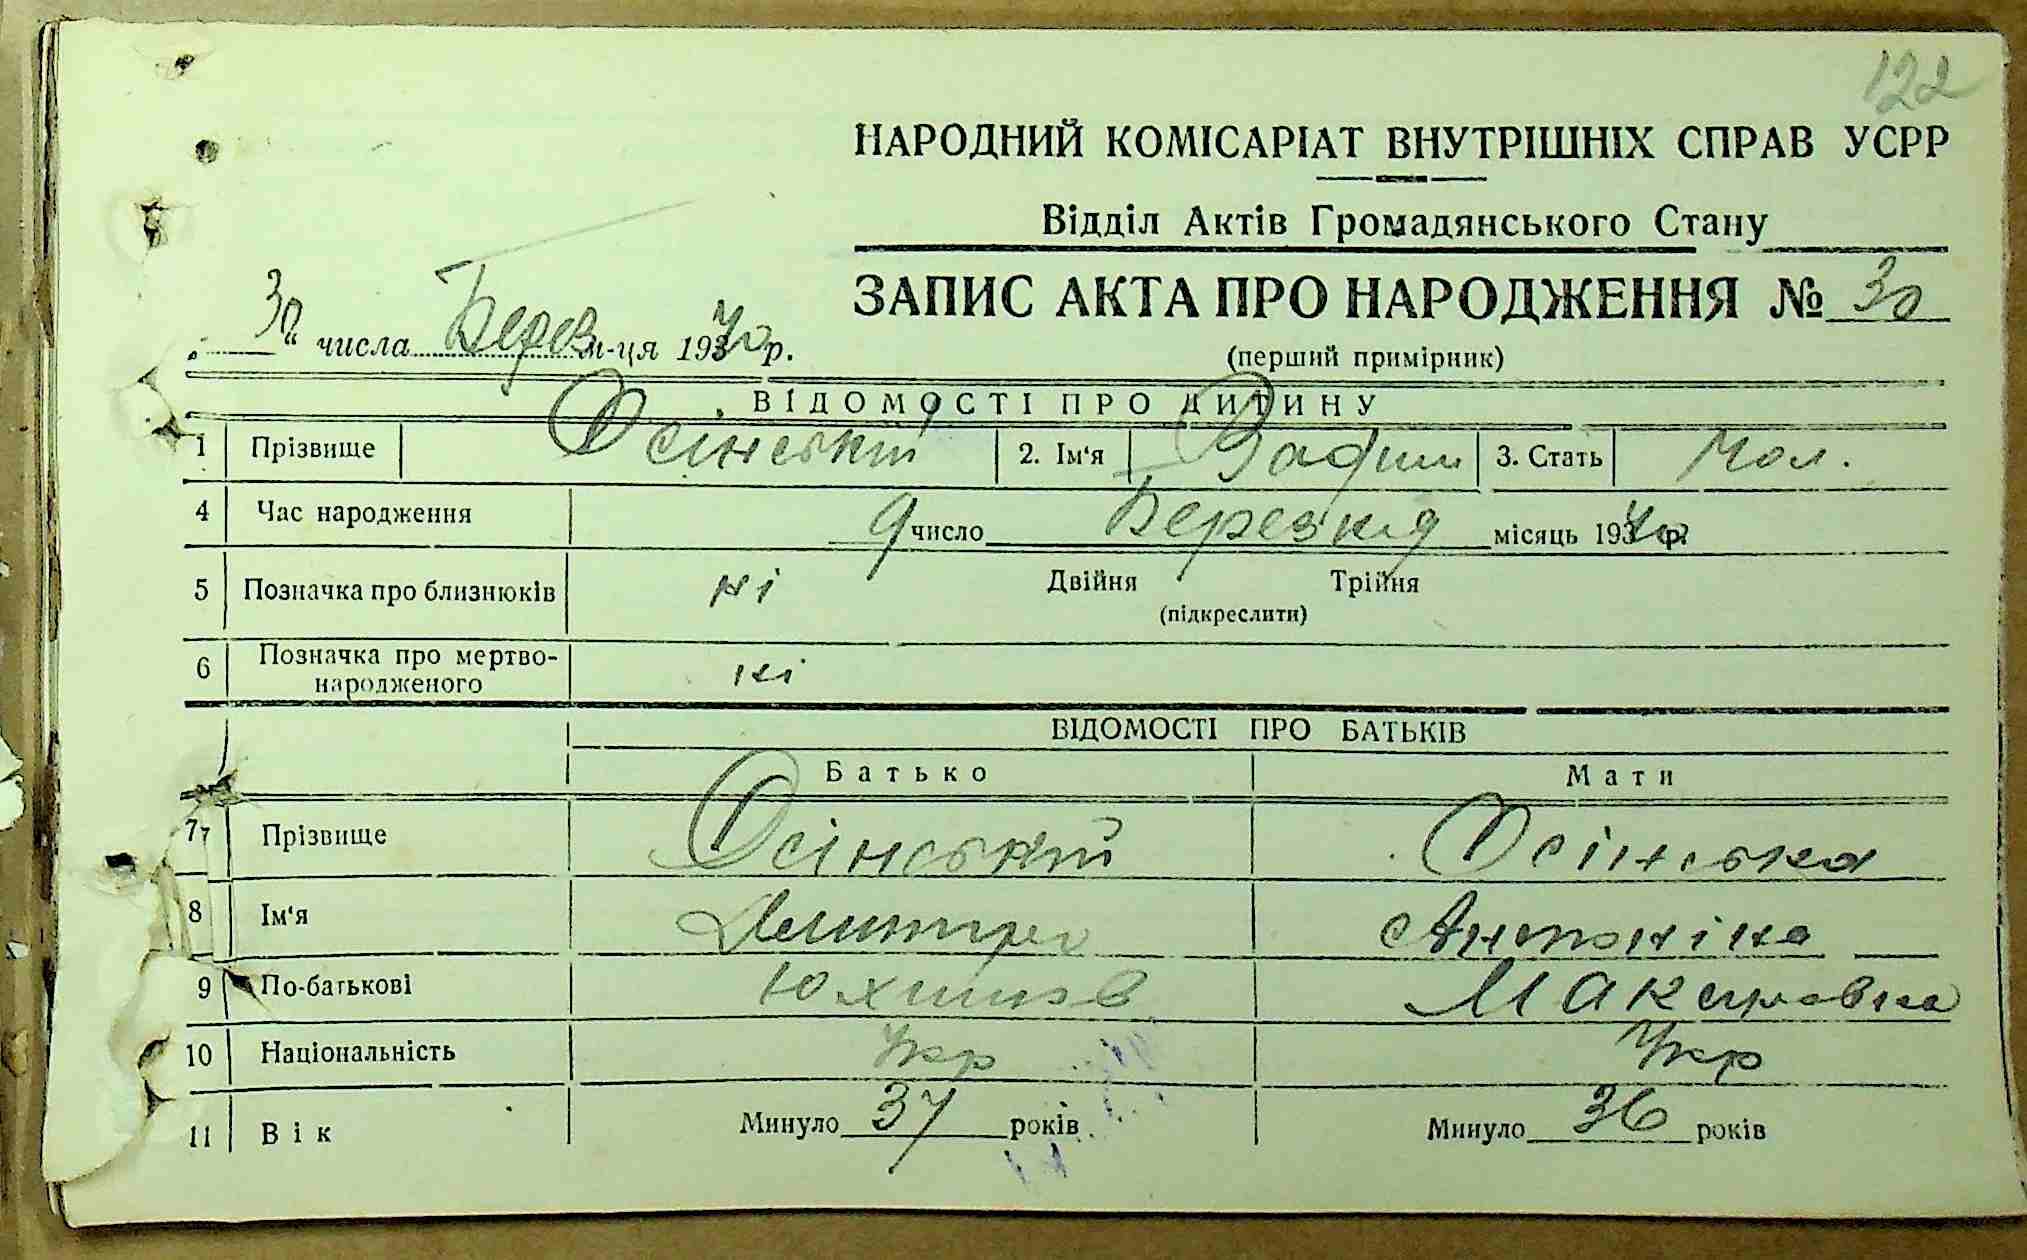 122
НАРОДНИЙ КОМІСАРІАТ ВНУТРІШНІХ СПРАВ УСРР
Відділ Актів Громадянського Стану
ЗАПИС АКТА ПРО НАРОДЖЕННЯ № 30
(перший примірник)
„30“ числа Берез м-ця 1940 р.
ВІДОМОСТІ ПРО ДИТИНУ
1 Прізвище Осінський 2. Ім‘я Вадим 3. Стать Чол.
4 Час народження 9 число Березня місяць 1940 р.
5 Позначка про близнюків ні Двійня Трійня
(підкреслити)
6 Позначка про мертво-
народженого ні
ВІДОМОСТІ ПРО БАТЬКІВ
Батько Мати
7 Прізвище Осінський Осінська
8 Ім‘я Дмитро Антоніна
9 По-батькові Юхимов Макаровна
10 Національність Укр Укр
11 Вік Минуло 37 років Минуло 36 років